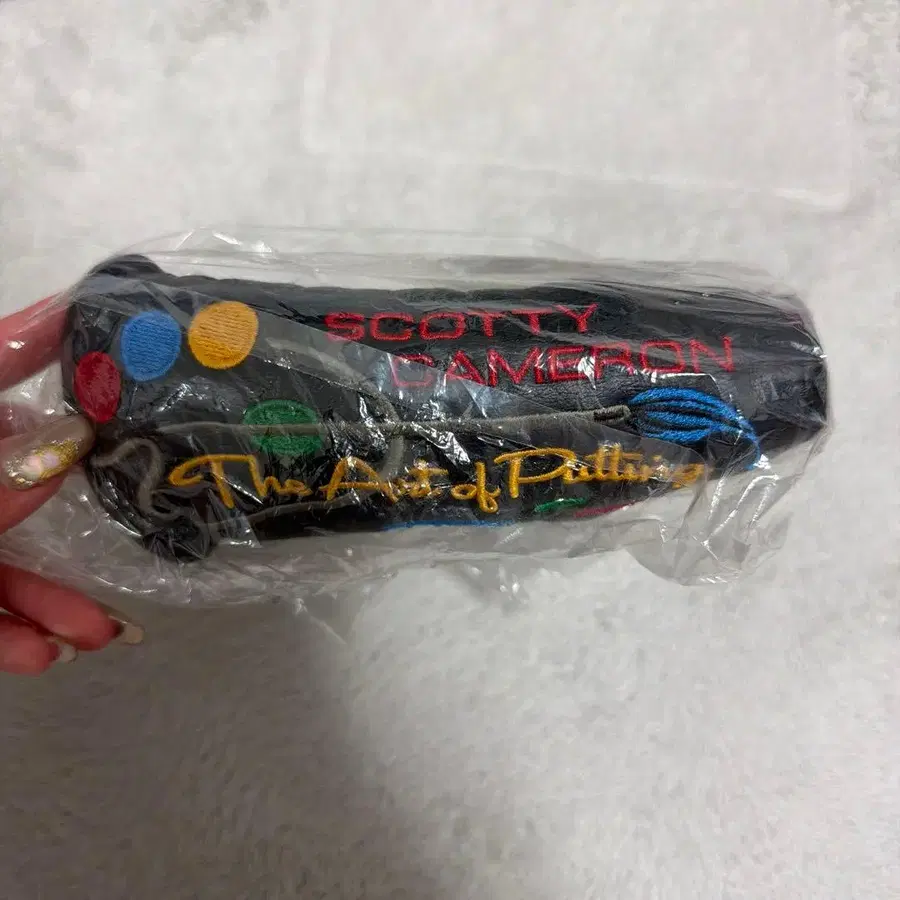 SCOTTY
CAMERON
The Art of Putting